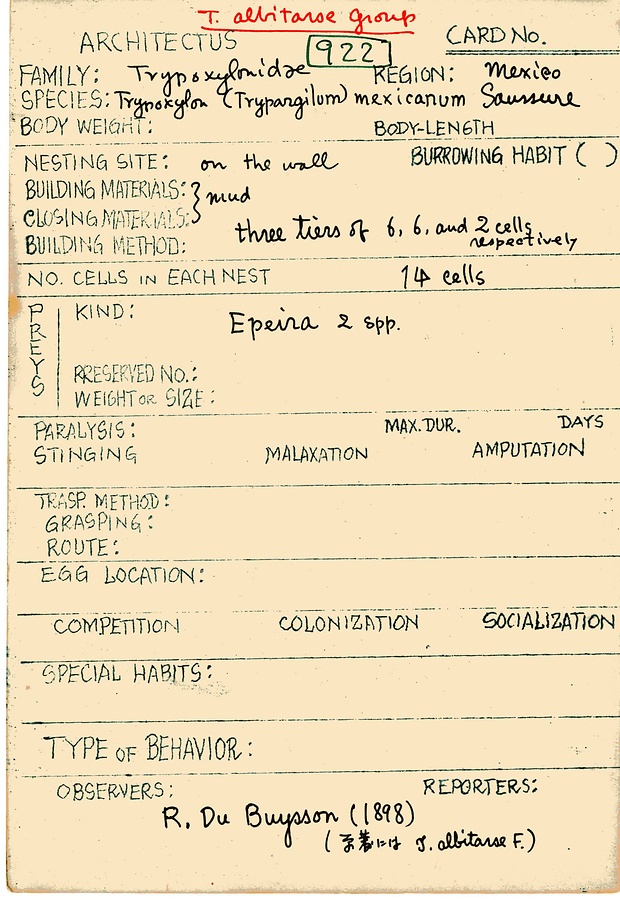 T. albitarse Group
ARCHITECTUS 922 CARD NO.
FAMILY: Trypoxylonidae REGION: Mexico
SPECIES: Trypoxylon (Trypargilum) mexicanum Saussure
BODY WEIGHT: BODY-LENGTH
NESTING SITE: on the wall BURROWING HABIT ( )
BUILDING MATERIALS: } mud
CLOSING MATERIALS:
BUILDING METHOD: three tiers of 6, 6, and 2 cells respectively
NO. CELLS IN EACH NEST 14 cells
PREYS
KIND: Epeira 2 spp.
PRESERVED NO.:
WEIGHT OR SIZE:
PARALYSIS: MAX. DUR. DAYS
STINGING MALAXATION AMPUTATION
TRASP. METHOD:
GRASPING:
ROUTE:
EGG LOCATION:
COMPETITION COLONIZATION SOCIALIZATION
SPECIAL HABITS:
TYPE OF BEHAVIOR:
OBSERVERS: REPORTERS:
R. Du Buysson (1898)
( には T. albitarse F.)